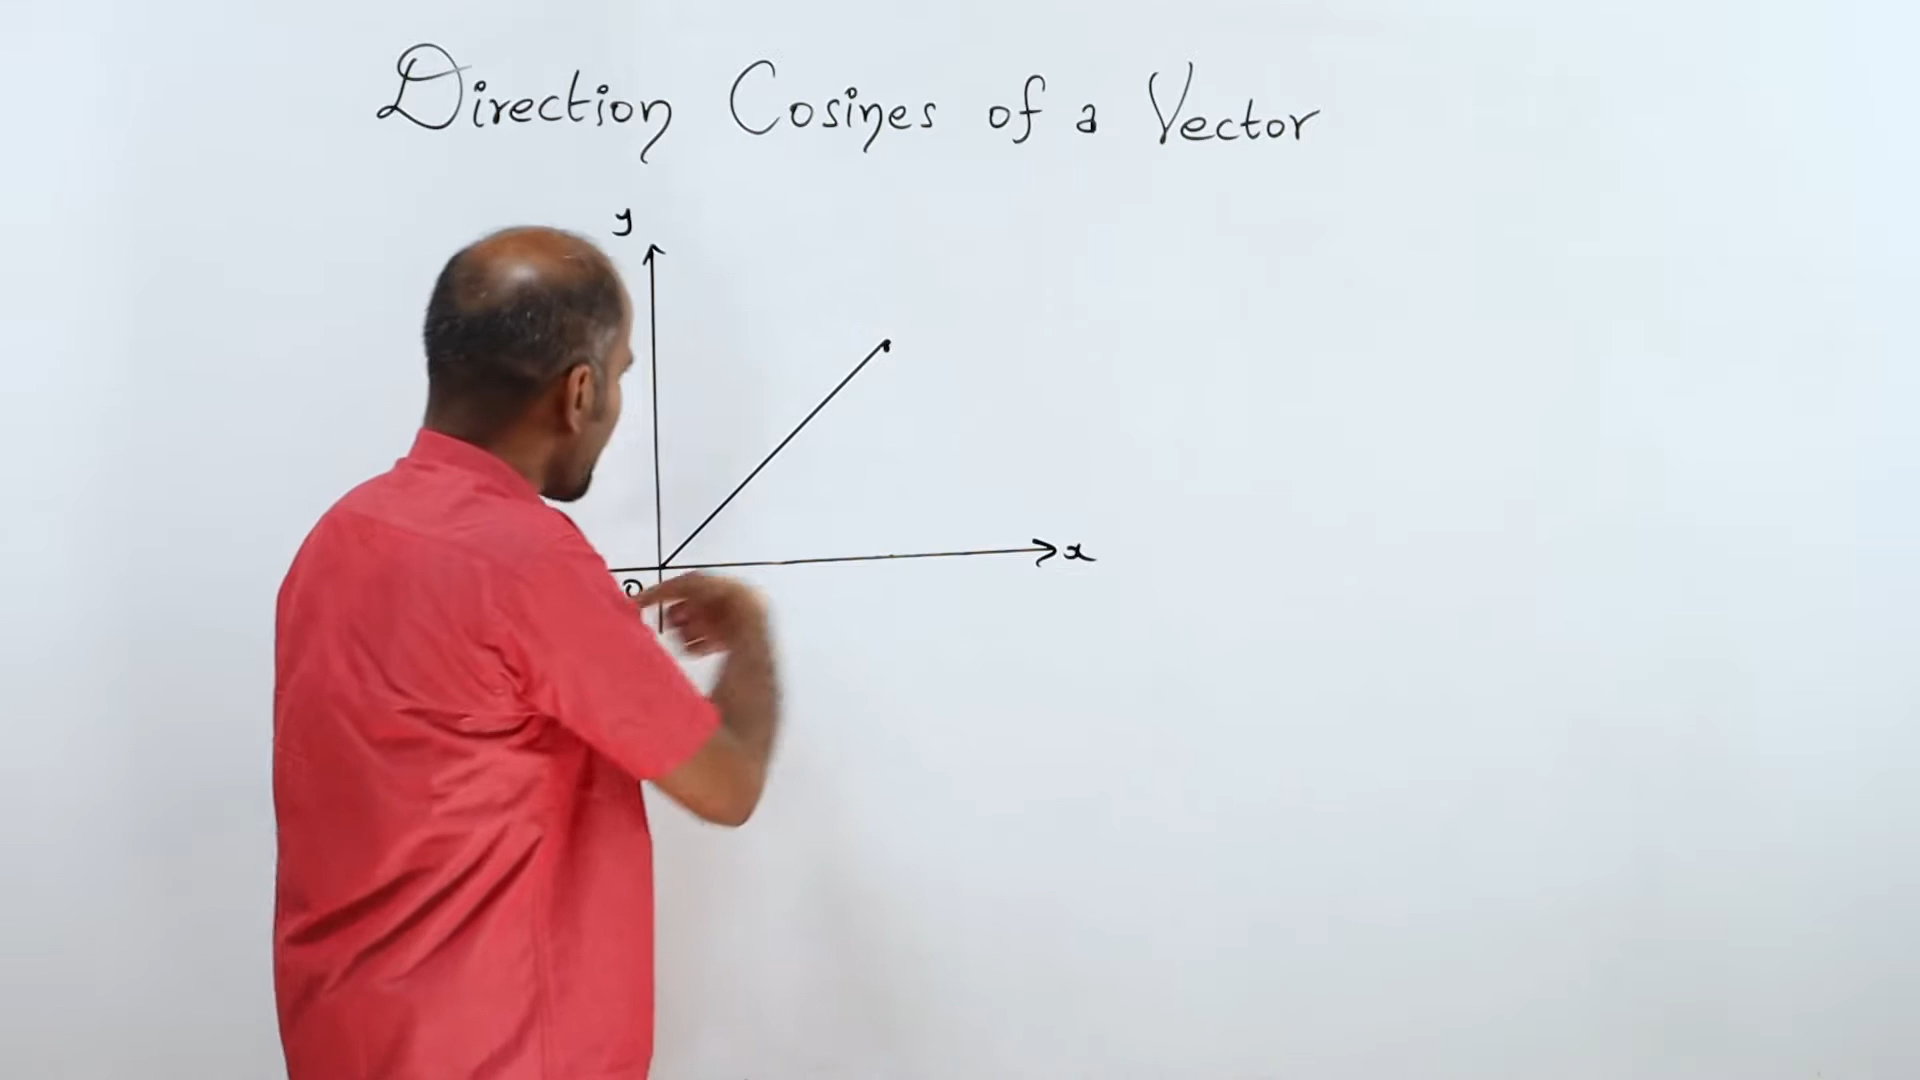 Direction Cosines of a Vector
y
x
O